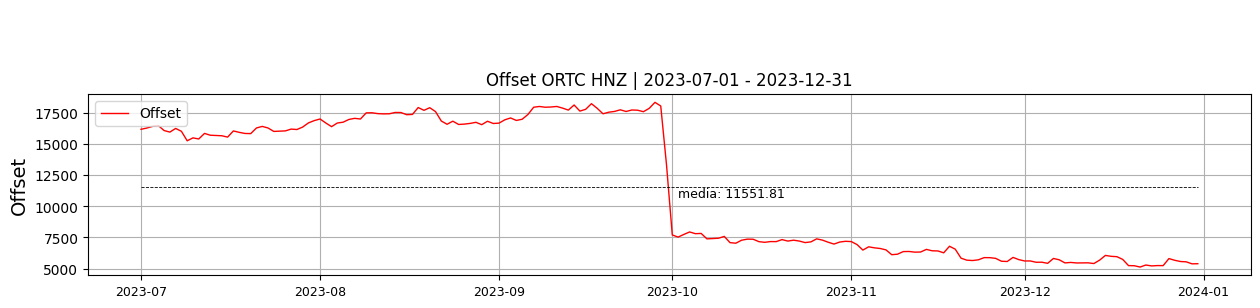 Offset ORTC HNZ | 2023-07-01 - 2023-12-31
Offset
17500
15000
12500
10000
7500
5000
Offset
media: 11551.81
2023-07 2023-08 2023-09 2023-10 2023-11 2023-12 2024-01